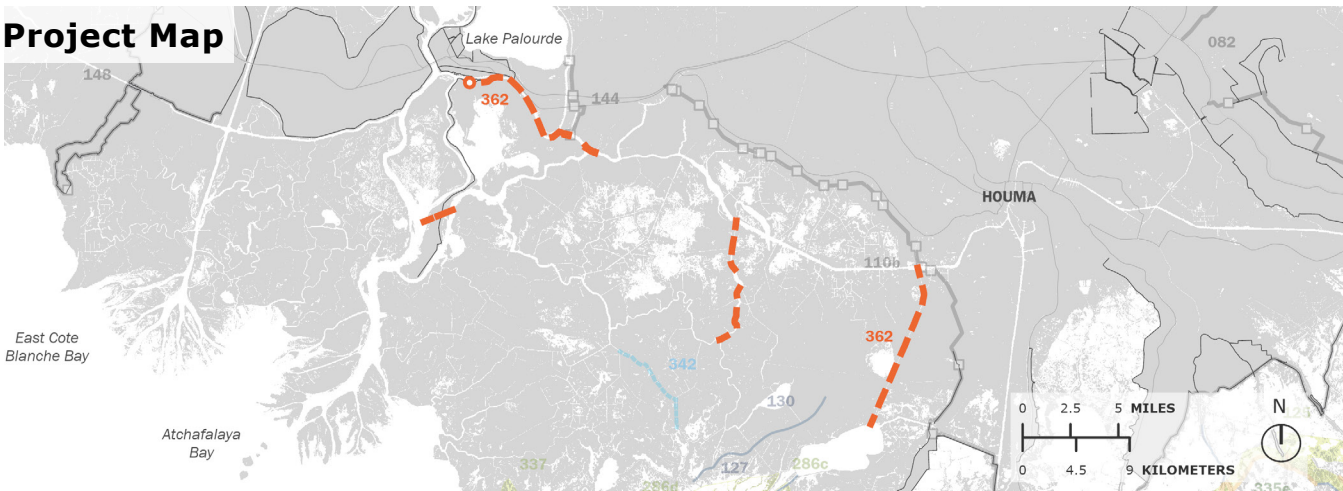 Project Map
Lake Palourde
082
148
362
144
HOUMA
110b
East Cote
Blanche Bay
362
342
130
0 2.5 5 MILES
N
Atchafalaya
Bay
337
127
286c
0 4.5 9 KILOMETERS